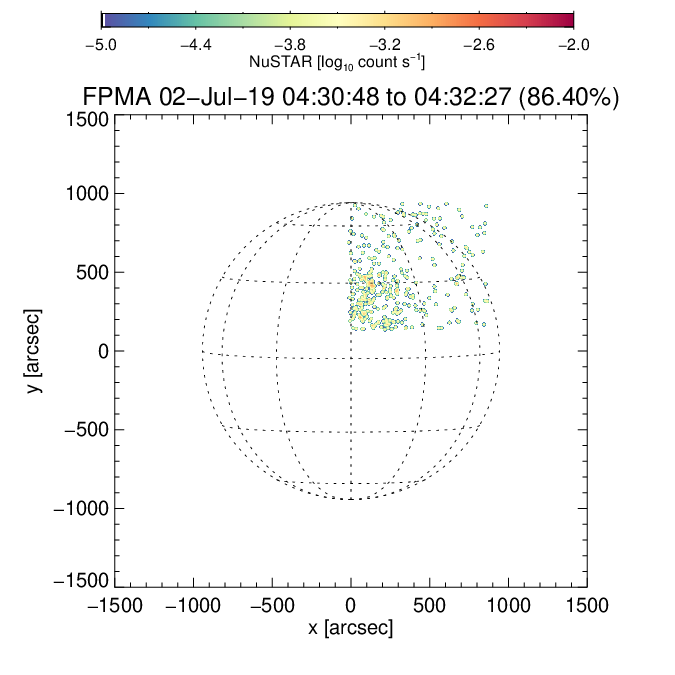 −5.0 −4.4 −3.8 −3.2 −2.6 −2.0
NuSTAR [log₁₀ count s⁻¹]
FPMA 02−Jul−19 04:30:48 to 04:32:27 (86.40%)
1500
1000
500
0
−500
−1000
−1500
y [arcsec]
−1500 −1000 −500 0 500 1000 1500
x [arcsec]